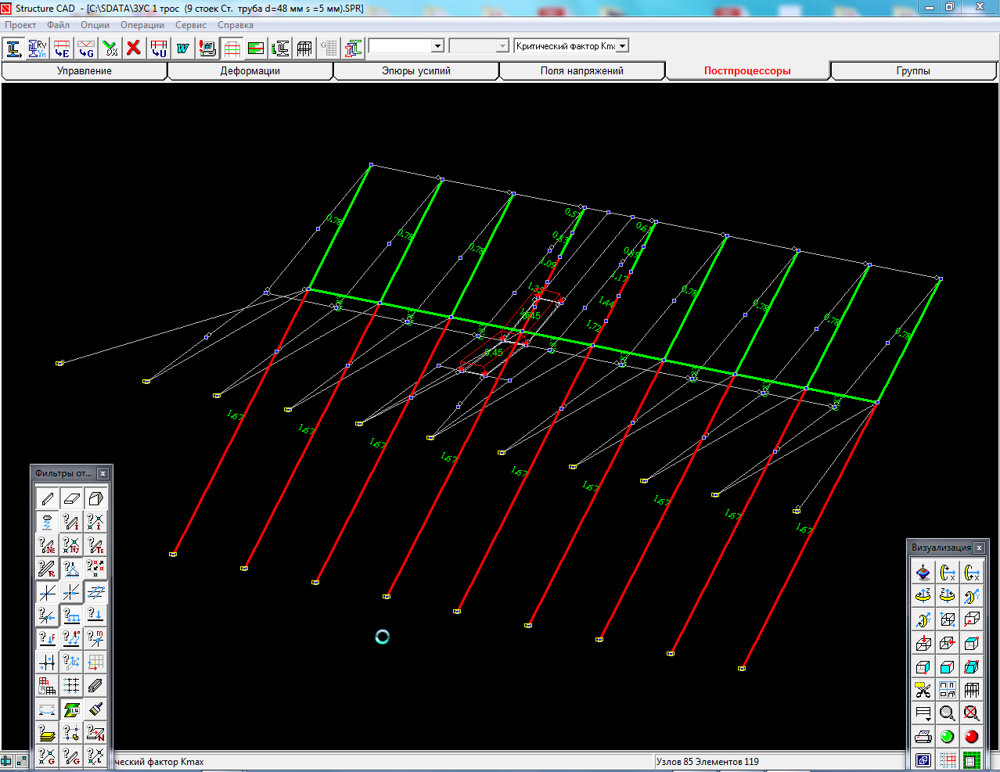 Structure CAD - [C:\SDATA\ЗУС 1 трос (9 стоек Ст. труба d=48 мм s =5 мм).SPR]
Проект Файл Опции Операции Сервис Справка
Критический фактор Kma
Управление Деформации Эпюры усилий Поля напряжений Постпроцессоры Группы
0,57
0,78 0,67
0,78 0,83
0,78 1,09 0,89
1,17
1,33 1,44 0,78
0,45 1,72 0,78
0,78
0,78
0,45
1,67
1,67
1,67
1,67
1,67
1,67
1,67
1,67
1,67
Фильтры от...
Визуализация
ческий фактор Kmax
Узлов 85 Элементов 119